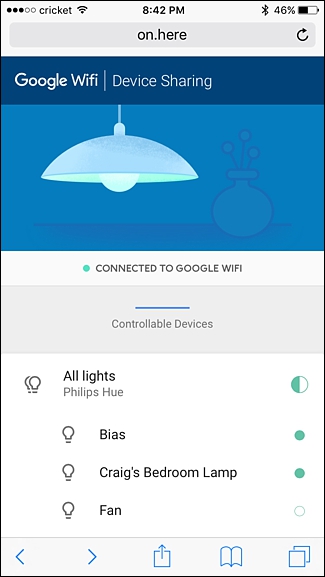 cricket 8:42 PM 46%
on.here
Google Wifi Device Sharing
CONNECTED TO GOOGLE WIFI
Controllable Devices
All lights
Philips Hue
Bias
Craig's Bedroom Lamp
Fan